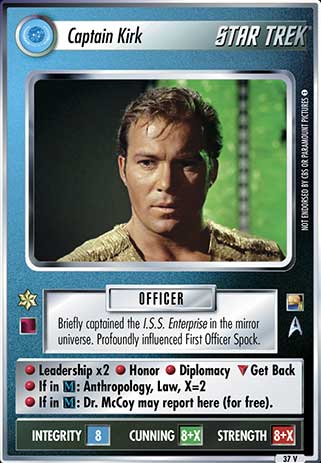 Captain Kirk
STAR TREK
NOT ENDORSED BY CBS OR PARAMOUNT PICTURES
OFFICER
Briefly captained the I.S.S. Enterprise in the mirror
universe. Profoundly influenced First Officer Spock.
Leadership x2 Honor Diplomacy Get Back
If in M: Anthropology, Law, X=2
If in M: Dr. McCoy may report here (for free).
INTEGRITY 8 CUNNING 8+X STRENGTH 8+X
37 V